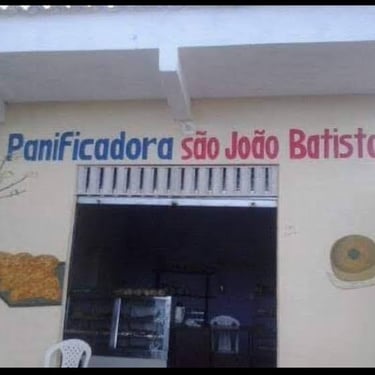 Panificadora são João Batista